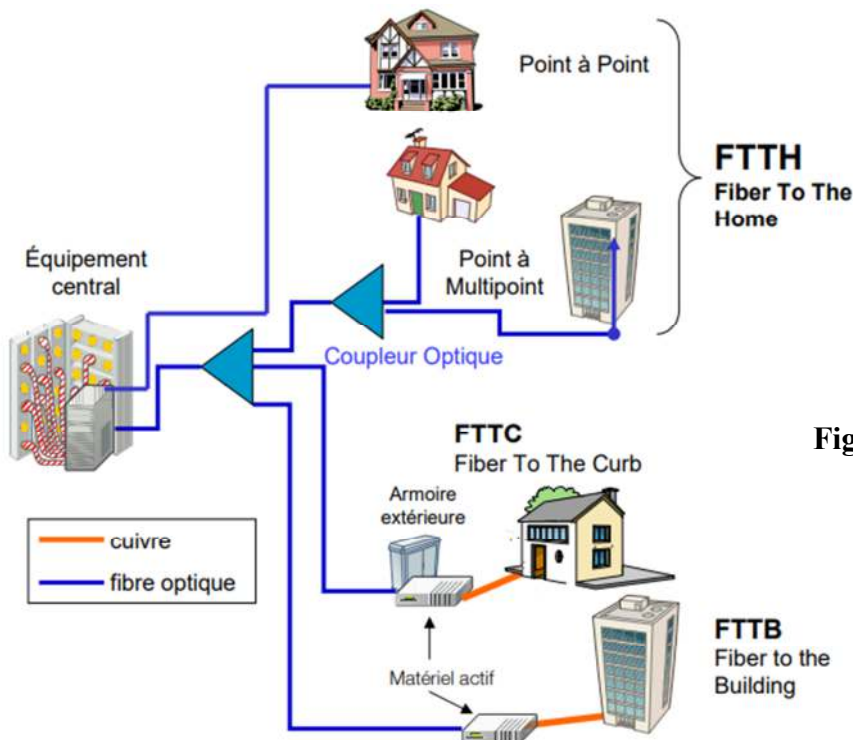 Point à Point
FTTH
Fiber To The
Home
Équipement
central
Point à
Multipoint
Coupleur Optique
FTTC
Fiber To The Curb
Fig
Armoire
extérieure
cuivre
fibre optique
FTTB
Fiber to the
Building
Matériel actif